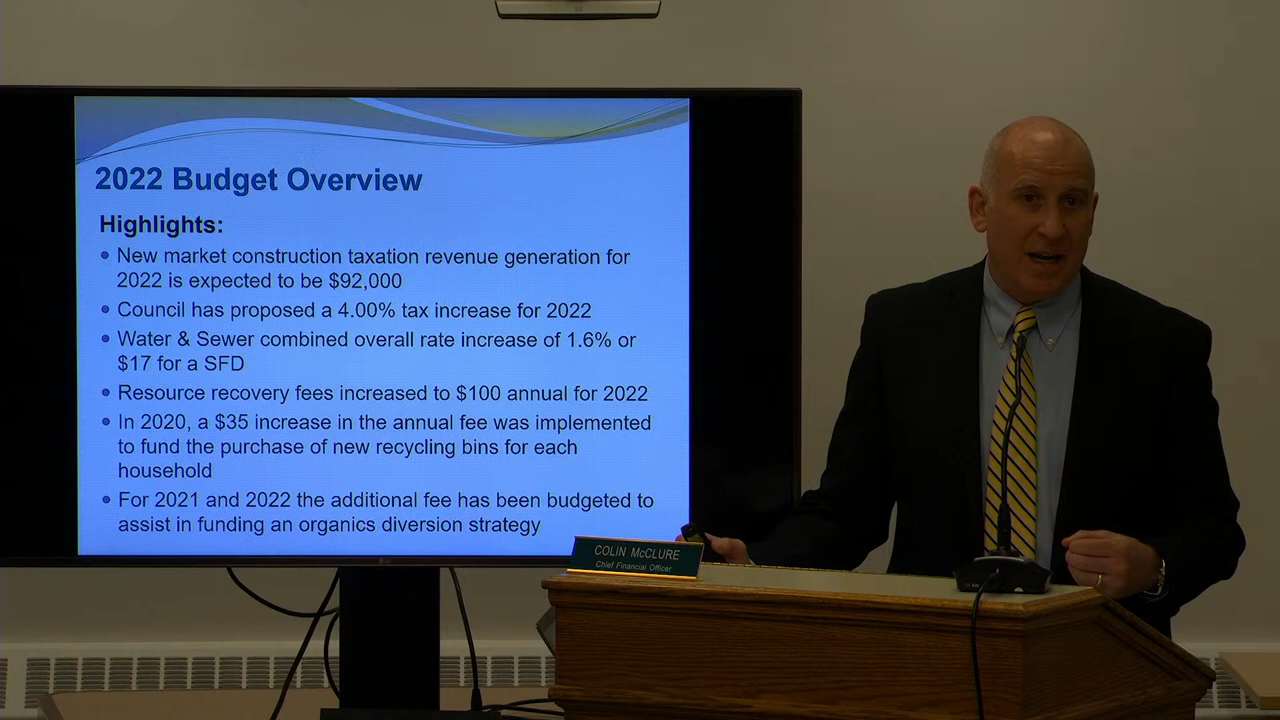 2022 Budget Overview
Highlights:
• New market construction taxation revenue generation for
2022 is expected to be $92,000
• Council has proposed a 4.00% tax increase for 2022
• Water & Sewer combined overall rate increase of 1.6% or
$17 for a SFD
• Resource recovery fees increased to $100 annual for 2022
• In 2020, a $35 increase in the annual fee was implemented
to fund the purchase of new recycling bins for each
household
• For 2021 and 2022 the additional fee has been budgeted to
assist in funding an organics diversion strategy
LG
COLIN McCLURE
Chief Financial Officer